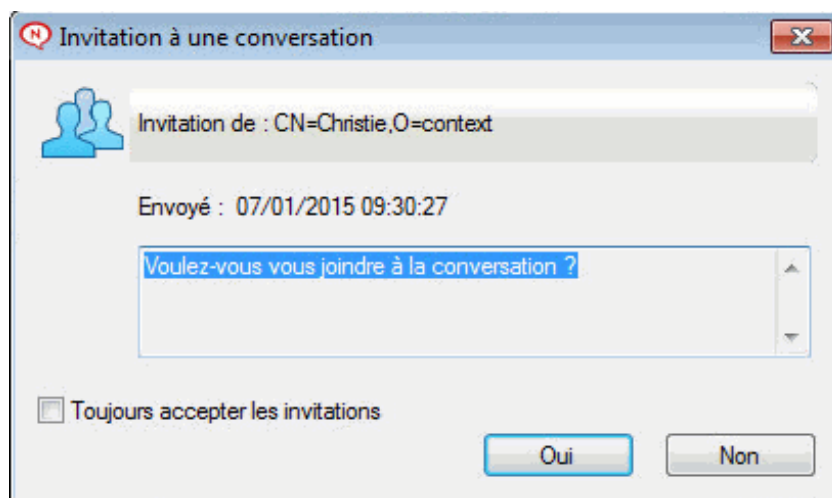 N
Invitation à une conversation
Invitation de : CN=Christie,O=context
Envoyé : 07/01/2015 09:30:27
Voulez-vous vous joindre à la conversation ?
Toujours accepter les invitations
Oui
Non